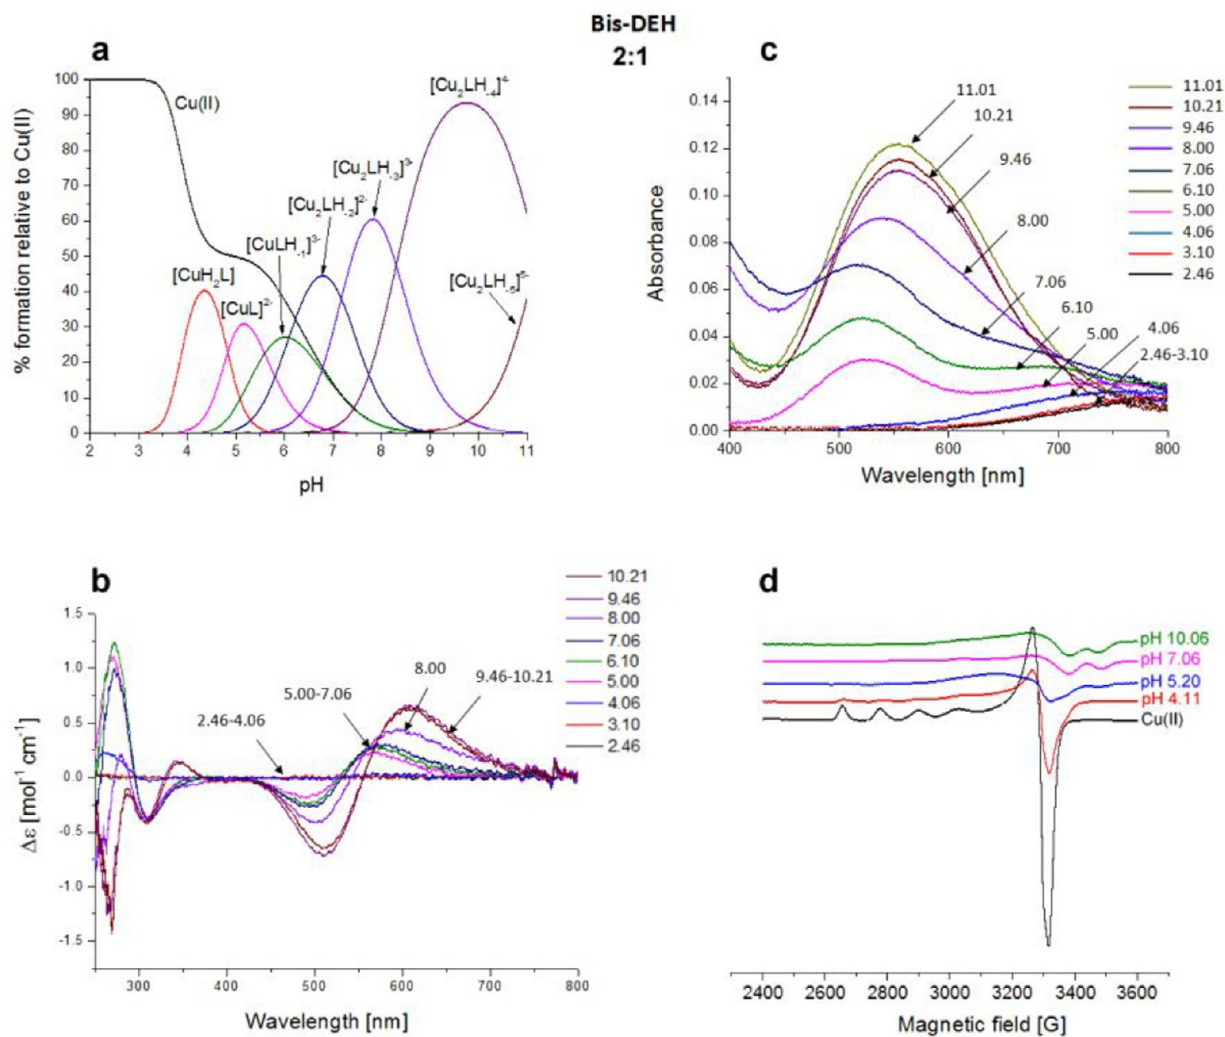 Bis-DEH
2:1
a
100
90
80
70
60
50
40
30
20
10
0
2 3 4 5 6 7 8 9 10 11
% formation relative to Cu(II)
pH
Cu(II)
[CuH₂L]
[CuL]²⁻
[CuLH₋₁]³⁻
[Cu₂LH₋₂]²⁻
[Cu₂LH₋₃]³⁻
[Cu₂LH₋₄]⁴⁻
[Cu₂LH₋₅]⁵⁻
c
0.14
0.12
0.10
0.08
0.06
0.04
0.02
0.00
400 500 600 700 800
Absorbance
Wavelength [nm]
11.01
10.21
9.46
8.00
7.06
6.10
5.00
4.06
2.46-3.10
11.01
10.21
9.46
8.00
7.06
6.10
5.00
4.06
3.10
2.46
b
1.5
1.0
0.5
0.0
-0.5
-1.0
-1.5
300 400 500 600 700 800
Δε [mol⁻¹ cm⁻¹]
Wavelength [nm]
2.46-4.06
5.00-7.06
8.00
9.46-10.21
10.21
9.46
8.00
7.06
6.10
5.00
4.06
3.10
2.46
d
pH 10.06
pH 7.06
pH 5.20
pH 4.11
Cu(II)
2400 2600 2800 3000 3200 3400 3600
Magnetic field [G]